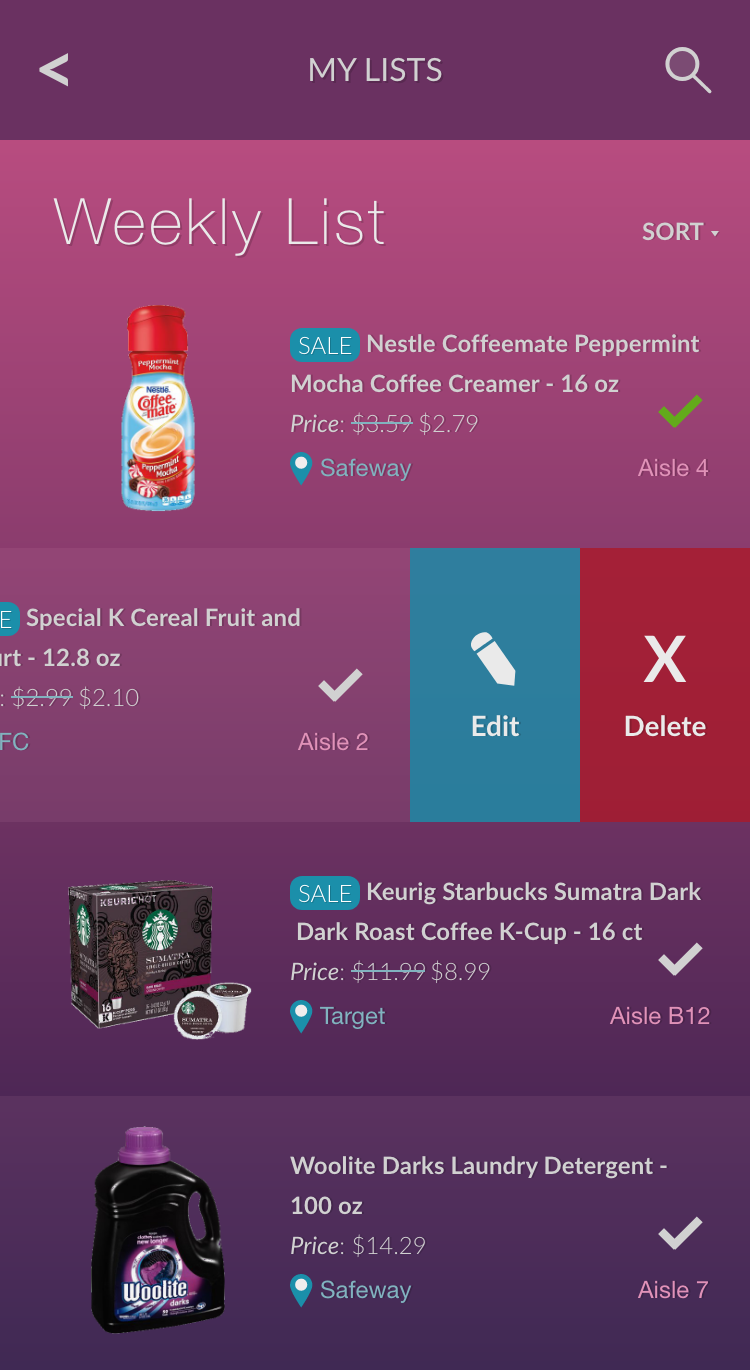 <
MY LISTS
Weekly List
SORT
SALE Nestle Coffeemate Peppermint
Mocha Coffee Creamer - 16 oz
Price: $3.59 $2.79
Safeway
Aisle 4
Peppermint
Mocha
Nestle
Coffee-
mate
Peppermint
Mocha
E Special K Cereal Fruit and
urt - 12.8 oz
: $2.99 $2.10
FC
Aisle 2
Edit
X
Delete
KEURIG HOT
SUMATRA
16
SUMATRA
SALE Keurig Starbucks Sumatra Dark
Dark Roast Coffee K-Cup - 16 ct
Price: $11.99 $8.99
Target
Aisle B12
new longer
Woolite
darks
Woolite Darks Laundry Detergent -
100 oz
Price: $14.29
Safeway
Aisle 7